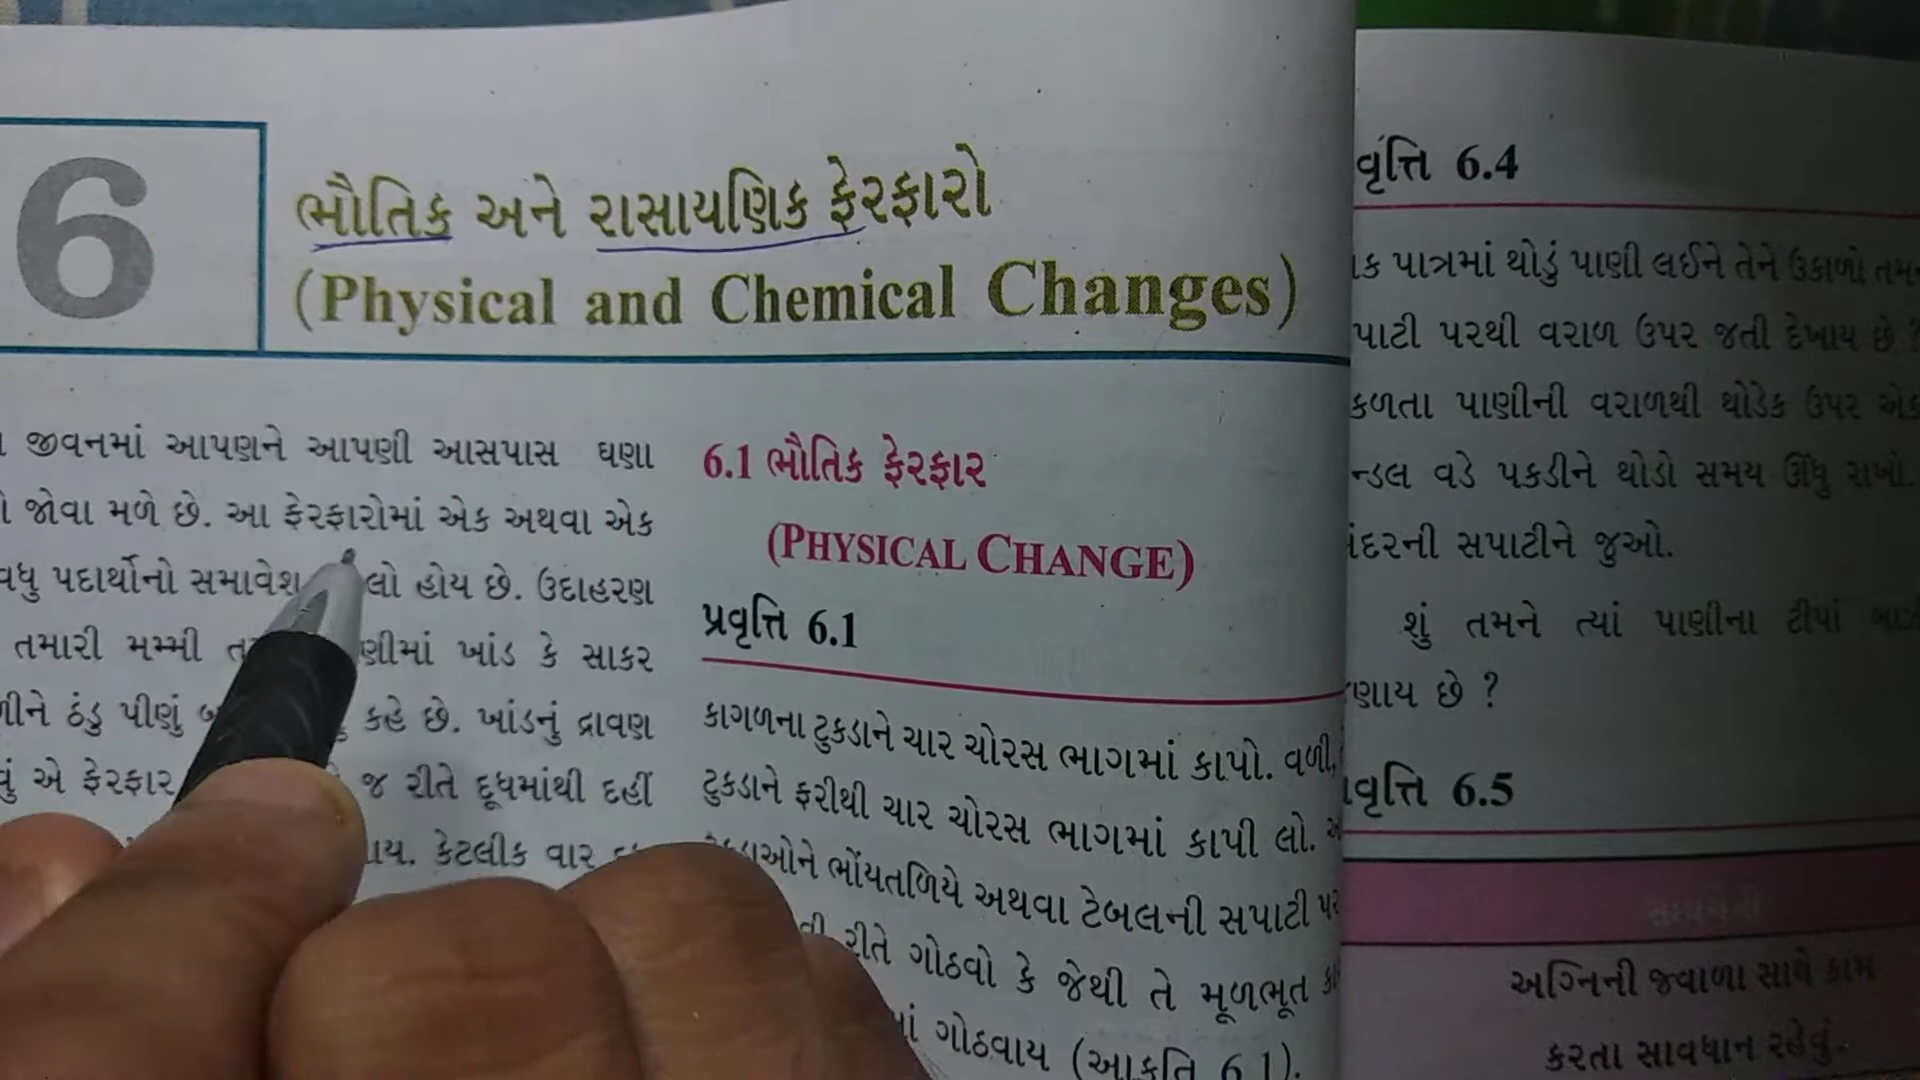 6
ભૌતિક અને રાસાયણિક ફેરફારો
(Physical and Chemical Changes)
જીવનમાં આપણને આપણી આસપાસ ઘણા
જોવા મળે છે. આ ફેરફારોમાં એક અથવા એક
વધુ પદાર્થોનો સમાવેશ હોય છે. ઉદાહરણ
તમારી મમ્મી ખાંડ કે સાકર
ઠંડુ પીણું કહે છે. ખાંડનું દ્રાવણ
એ ફેરફાર જ રીતે દૂધમાંથી દહીં
કેટલીક વાર
6.1 ભૌતિક ફેરફાર
(PHYSICAL CHANGE)
પ્રવૃત્તિ 6.1
કાગળના ટુકડાને ચાર ચોરસ ભાગમાં કાપો. વળી,
ટુકડાને ફરીથી ચાર ચોરસ ભાગમાં કાપી લો.
ભોંયતળિયે અથવા ટેબલની સપાટી પર
રીતે ગોઠવો કે જેથી તે મૂળભૂત
ગોઠવાય (આકૃતિ 6.1).
વૃત્તિ 6.4
પાત્રમાં થોડું પાણી લઈને તેને ઉકાળો
પરથી વરાળ ઉપર જતી દેખાય છે ?
પાણીની વરાળથી થોડેક ઉપર
વડે પકડીને થોડો સમય ઊંધુ રાખો.
સપાટીને જુઓ.
શું તમને ત્યાં પાણીના ટીપાં
છે ?
વૃત્તિ 6.5
સાવચેતી
અગ્નિની જ્વાળા સાથે કામ
કરતા સાવધાન રહેવું.